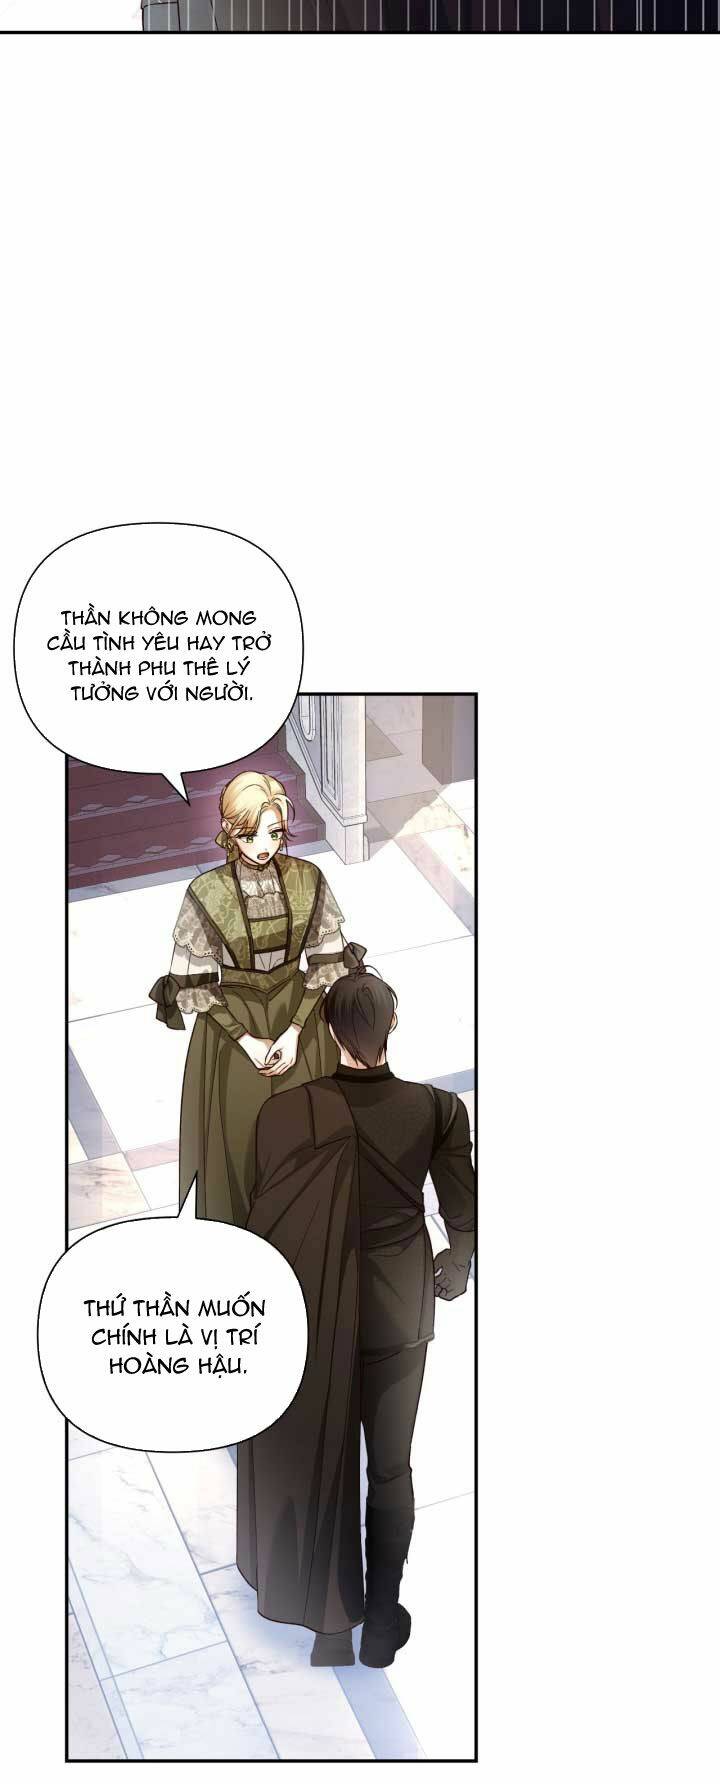 THẦN KHÔNG MONG
CẦU TÌNH YÊU HAY TRỞ
THÀNH PHU THÊ LÝ
TƯỞNG VỚI NGƯỜI.
THỨ THẦN MUỐN
CHÍNH LÀ VỊ TRÍ
HOÀNG HẬU.